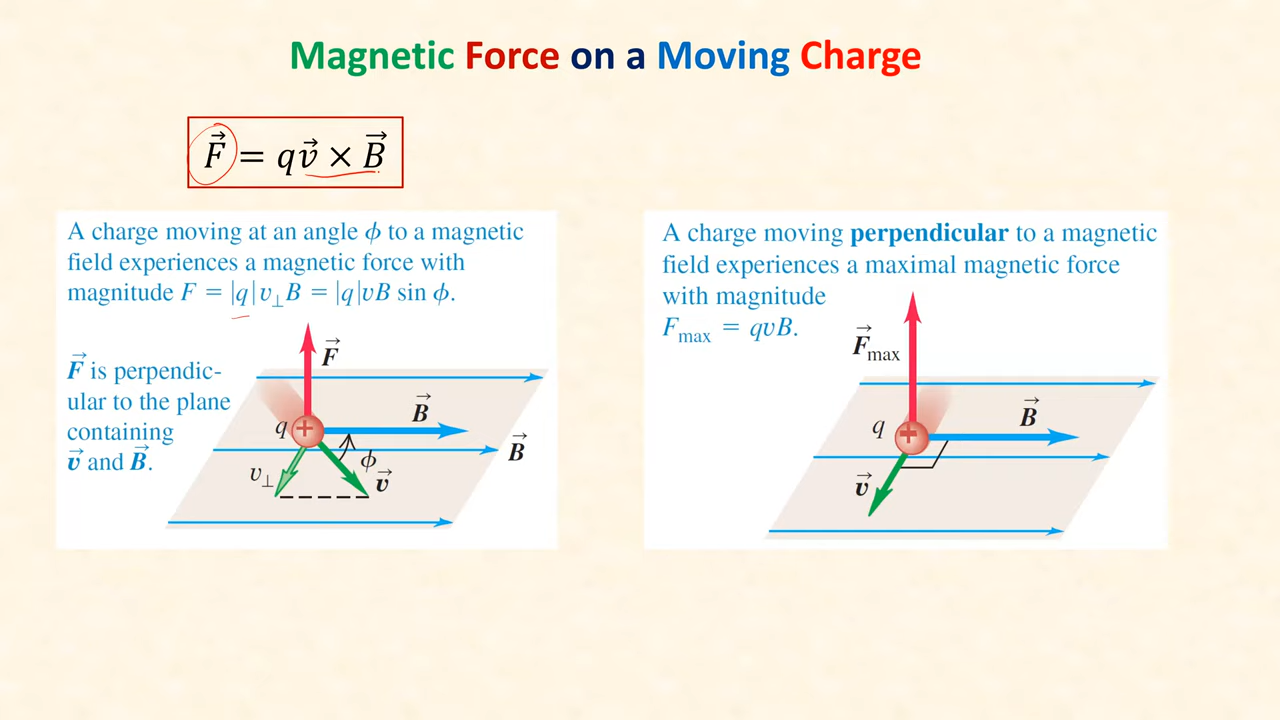 Magnetic Force on a Moving Charge
F⃗ = qv⃗ × B⃗
A charge moving at an angle ϕ to a magnetic
field experiences a magnetic force with
magnitude F = |q|v⊥B = |q|vB sin ϕ.
F⃗ is perpendic-
ular to the plane
containing
v⃗ and B⃗.
F⃗
q
B⃗
B⃗
v⊥
ϕ
v⃗
A charge moving perpendicular to a magnetic
field experiences a maximal magnetic force
with magnitude
Fmax = qvB.
F⃗max
q
B⃗
v⃗